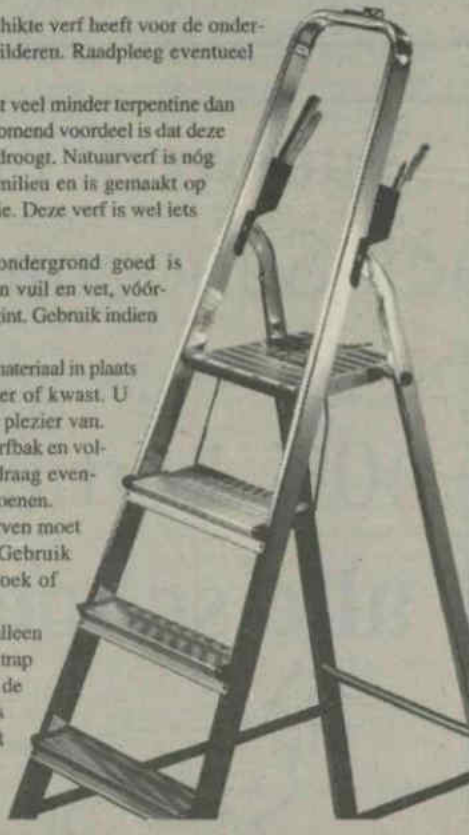 chikte verf heeft voor de onder-
ilderen. Raadpleeg eventueel
t veel minder terpentine dan
omend voordeel is dat deze
droogt. Natuurverf is nóg
milieu en is gemaakt op
ie. Deze verf is wel iets
ondergrond goed is
n vuil en vet, vóór-
gint. Gebruik indien
materiaal in plaats
er of kwast. U
plezier van.
rfbak en vol-
draag even-
oenen.
rven moet
Gebruik
oek of
lleen
trap
de
s
t